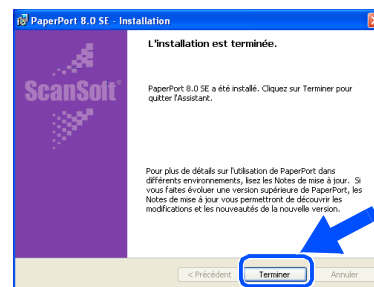 PaperPort 8.0 SE - Installation
L'installation est terminée.
ScanSoft®
PaperPort 8.0 SE a été installé. Cliquez sur Terminer pour
quitter l'Assistant.
Pour plus de détails sur l'utilisation de PaperPort dans
différents environnements, lisez les Notes de mise à jour. Si
vous faites évoluer une version supérieure de PaperPort, les
Notes de mise à jour vous permettront de découvrir les
modifications et les nouveautés de la nouvelle version.
< Précédent Terminer Annuler